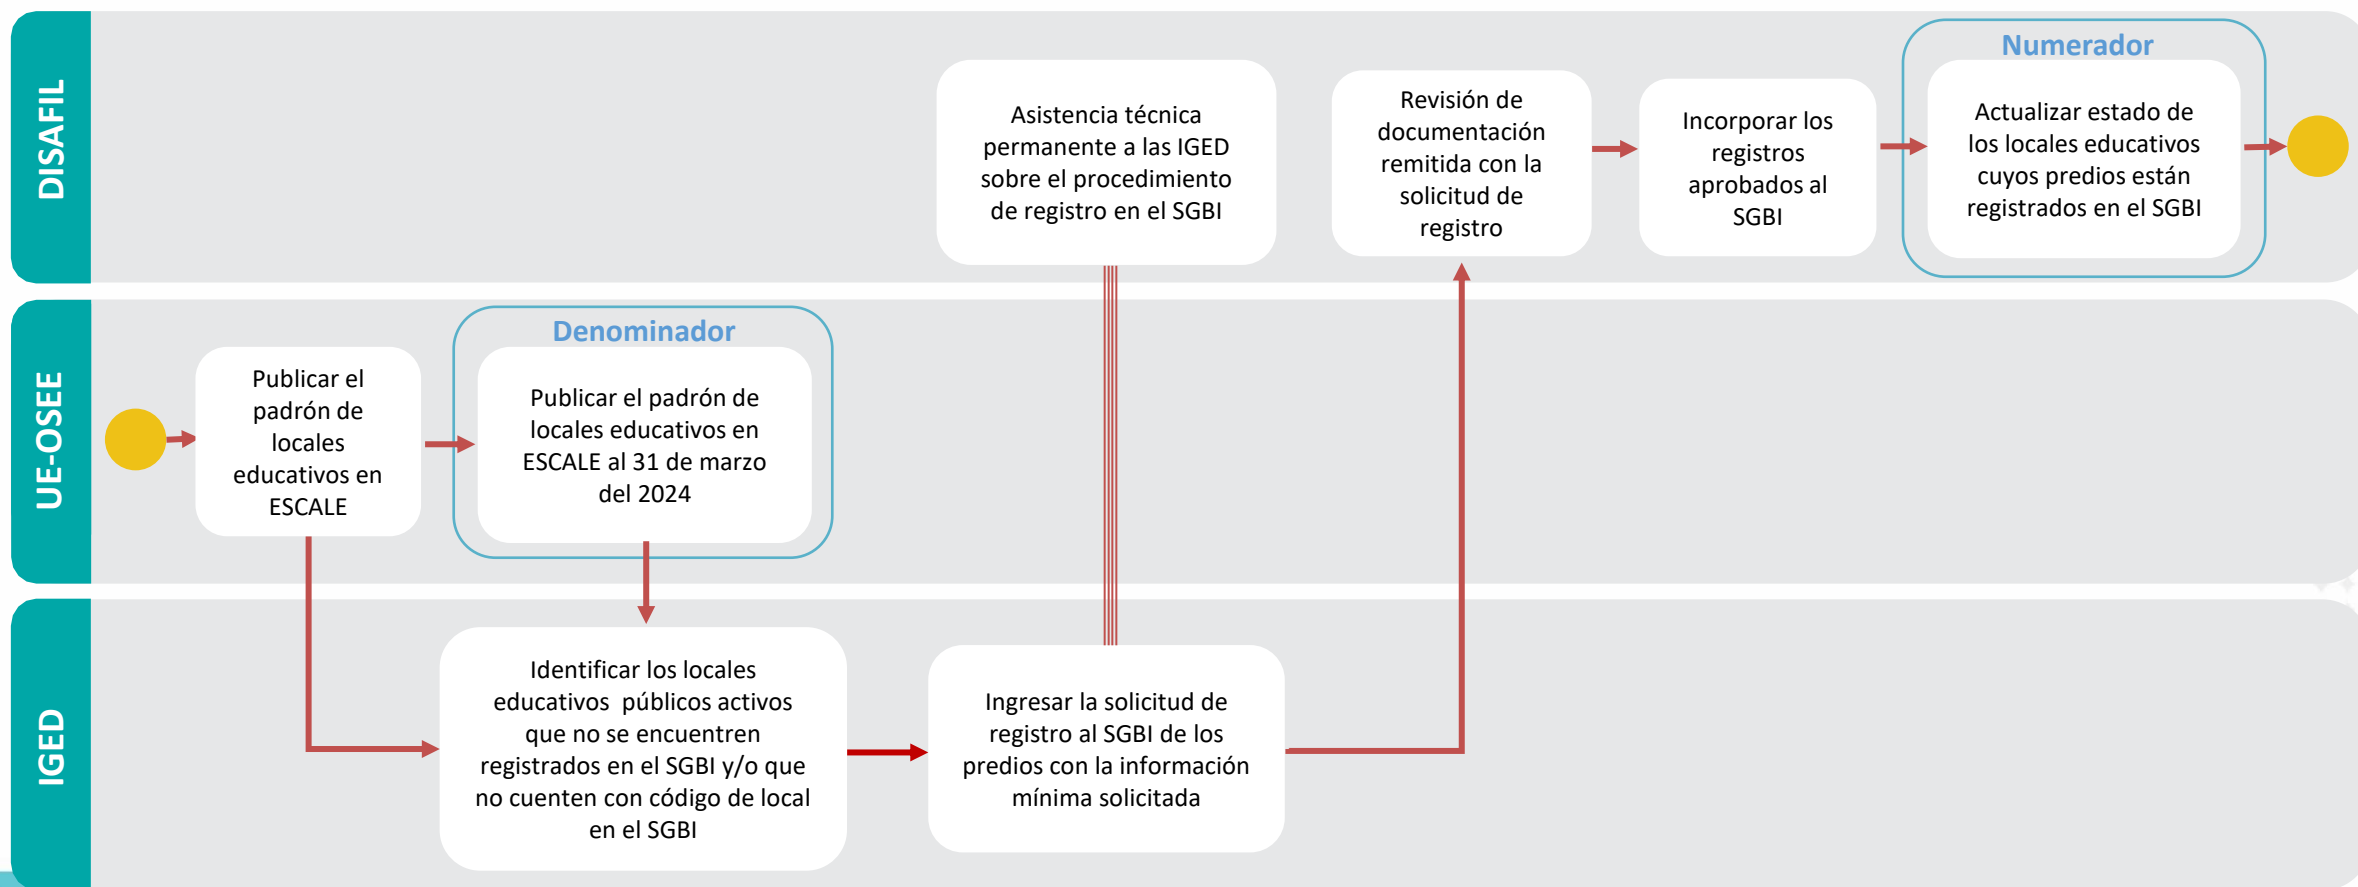 DISAFIL
Asistencia técnica
permanente a las IGED
sobre el procedimiento
de registro en el SGBI
Revisión de
documentación
remitida con la
solicitud de
registro
Incorporar los
registros
aprobados al
SGBI
Numerador
Actualizar estado de
los locales educativos
cuyos predios están
registrados en el SGBI
UE-OSEE
Publicar el
padrón de
locales
educativos en
ESCALE
Denominador
Publicar el padrón de
locales educativos en
ESCALE al 31 de marzo
del 2024
IGED
Identificar los locales
educativos  públicos activos
que no se encuentren
registrados en el SGBI y/o que
no cuenten con código de local
en el SGBI
Ingresar la solicitud de
registro al SGBI de los
predios con la información
mínima solicitada